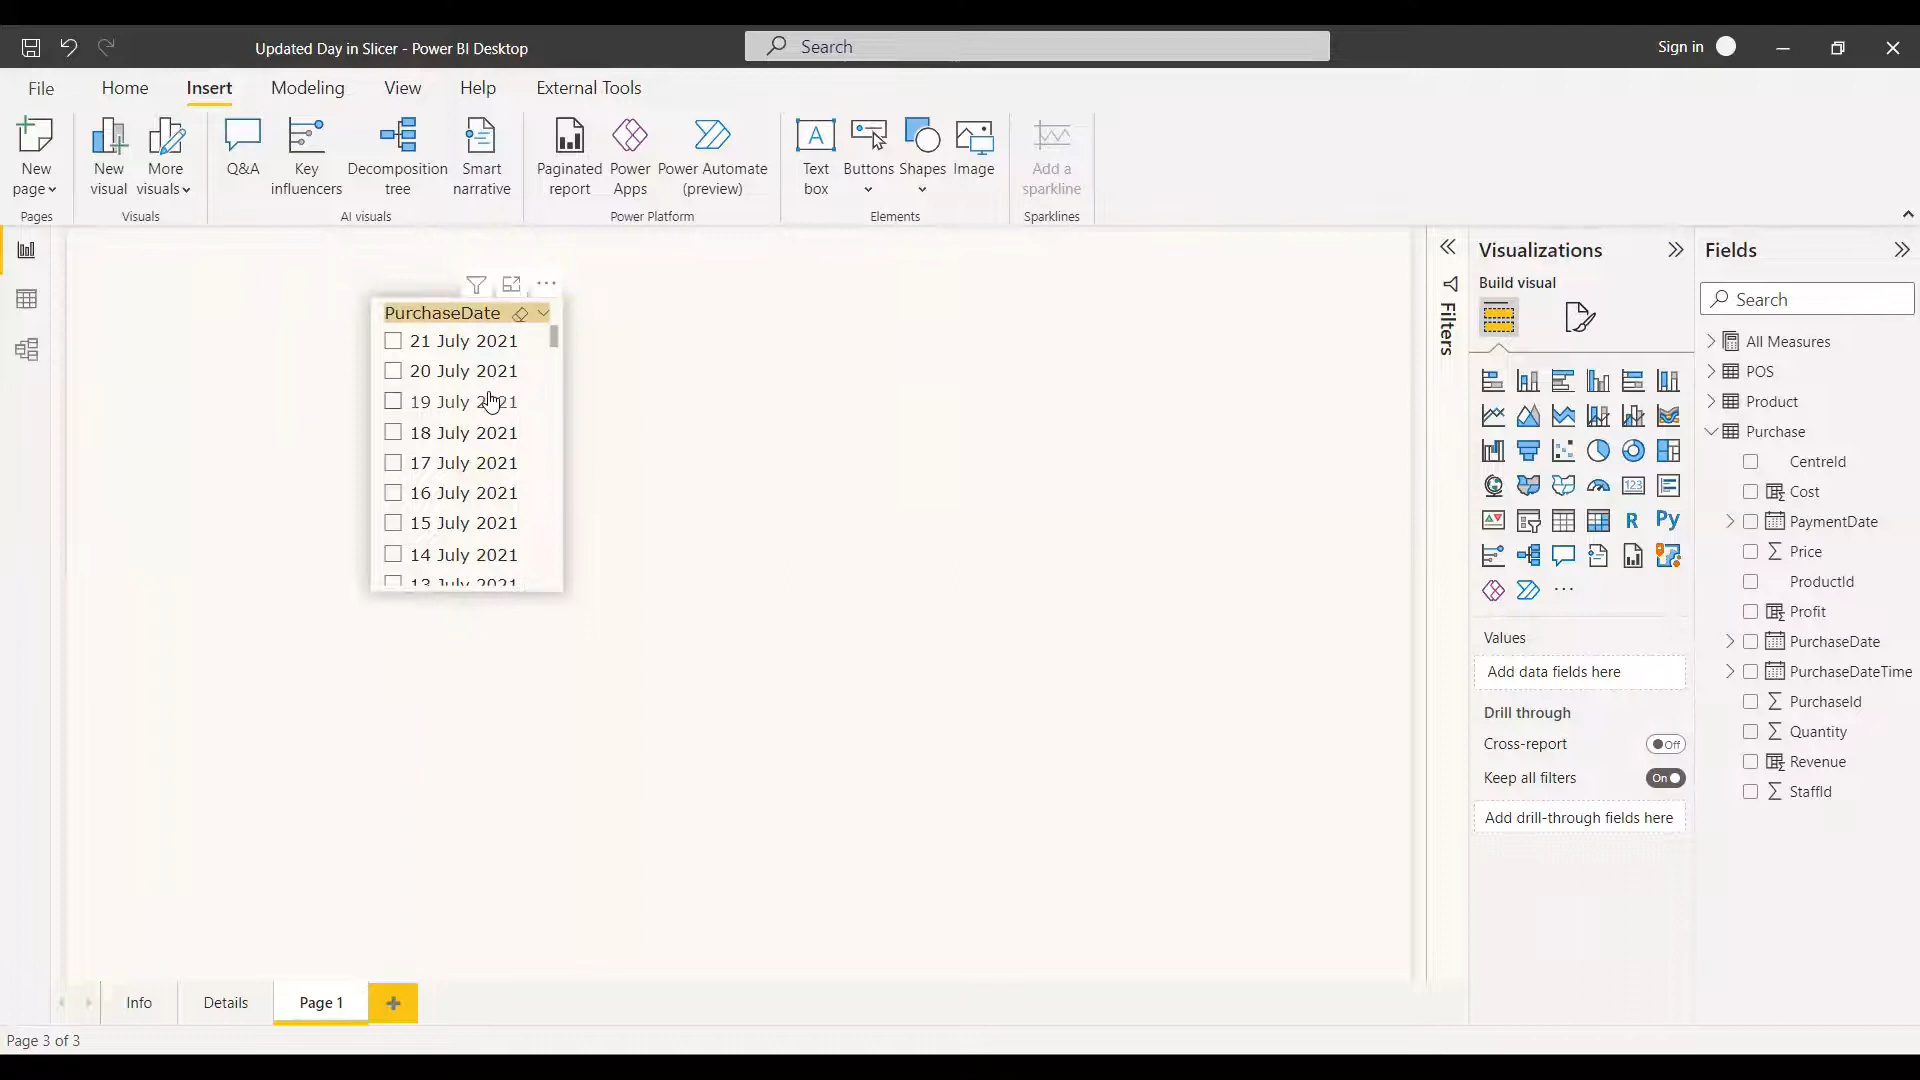 Updated Day in Slicer - Power BI Desktop
Search
Sign in
File
Home
Insert
Modeling
View
Help
External Tools
New page
New visual
More visuals
Q&A
Key influencers
Decomposition tree
Smart narrative
Paginated report
Power Apps
Power Automate (preview)
Text box
Buttons
Shapes
Image
Add a sparkline
Pages
Visuals
AI visuals
Power Platform
Elements
Sparklines
PurchaseDate
21 July 2021
20 July 2021
19 July 2021
18 July 2021
17 July 2021
16 July 2021
15 July 2021
14 July 2021
13 July 2021
Filters
Visualizations
Build visual
123
R
Py
Values
Add data fields here
Drill through
Cross-report
Off
Keep all filters
On
Add drill-through fields here
Fields
Search
All Measures
POS
Product
Purchase
CentreId
Cost
PaymentDate
Price
ProductId
Profit
PurchaseDate
PurchaseDateTime
PurchaseId
Quantity
Revenue
StaffId
Info
Details
Page 1
Page 3 of 3